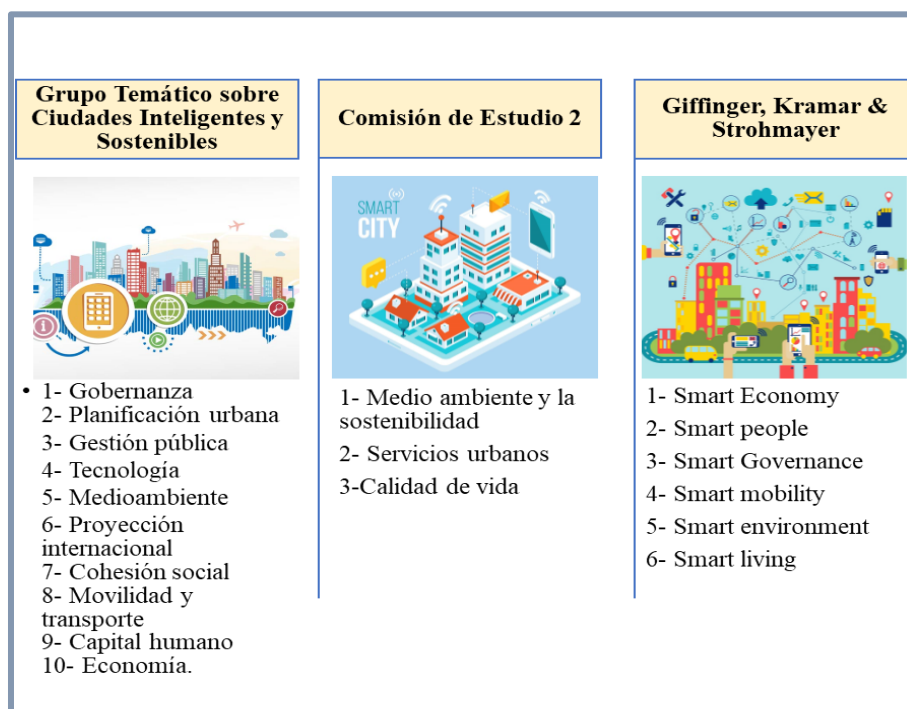 Grupo Temático sobre
Ciudades Inteligentes y
Sostenibles
• 1- Gobernanza
2- Planificación urbana
3- Gestión pública
4- Tecnología
5- Medioambiente
6- Proyección
internacional
7- Cohesión social
8- Movilidad y
transporte
9- Capital humano
10- Economía.
Comisión de Estudio 2
SMART
CITY
1- Medio ambiente y la
sostenibilidad
2- Servicios urbanos
3-Calidad de vida
Giffinger, Kramar &
Strohmayer
1- Smart Economy
2- Smart people
3- Smart Governance
4- Smart mobility
5- Smart environment
6- Smart living